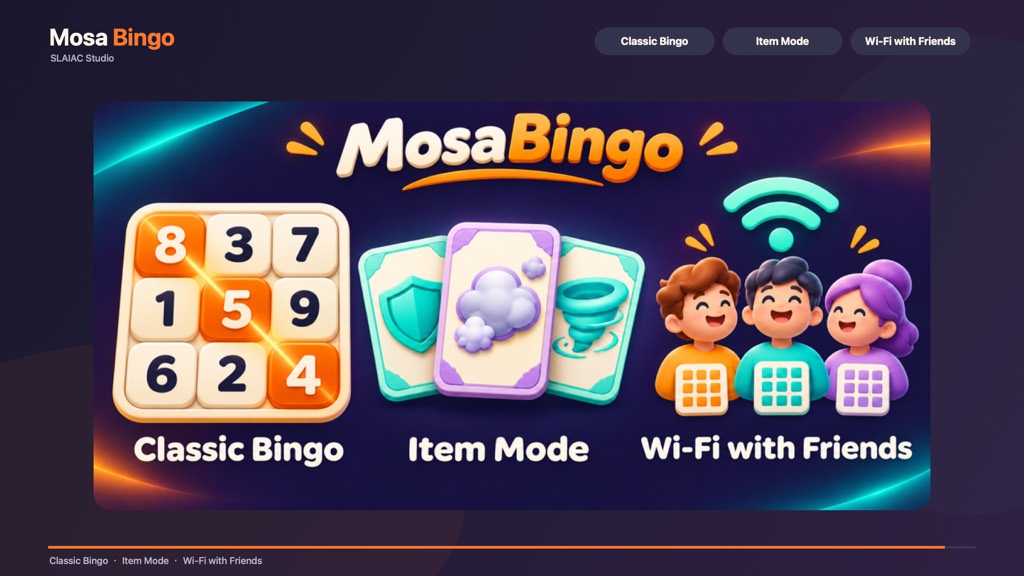 Mosa Bingo
SLAIAC Studio
Classic Bingo
Item Mode
Wi-Fi with Friends
MosaBingo
8 3 7
1 5 9
6 2 4
Classic Bingo
Item Mode
Wi-Fi with Friends
Classic Bingo · Item Mode · Wi-Fi with Friends